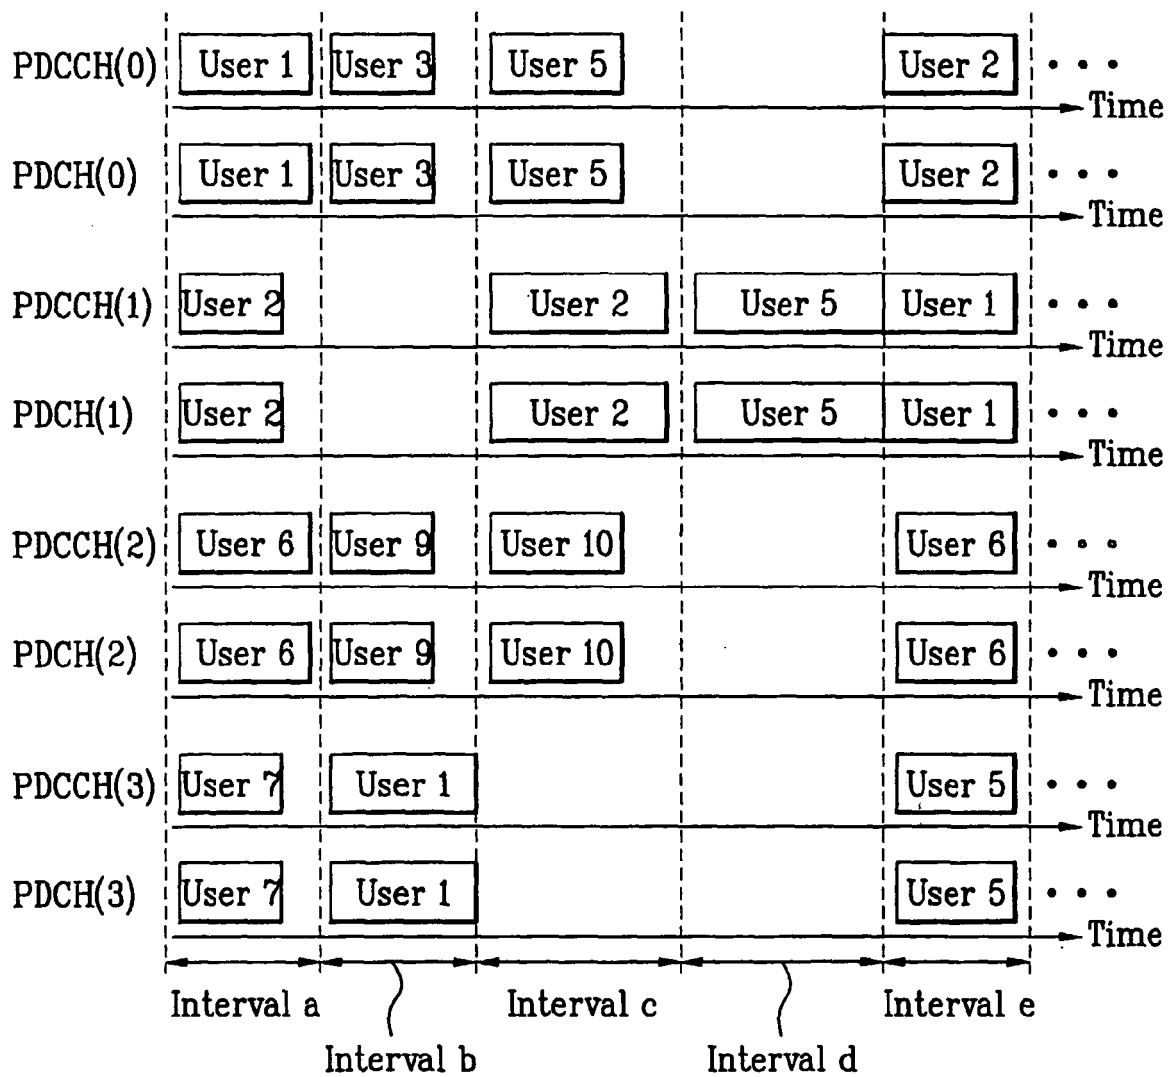 PDCCH(0) User 1 User 3 User 5 User 2 • • •
Time
PDCH(0) User 1 User 3 User 5 User 2 • • •
Time
PDCCH(1) User 2 User 2 User 5 User 1 • • •
Time
PDCH(1) User 2 User 2 User 5 User 1 • • •
Time
PDCCH(2) User 6 User 9 User 10 User 6 • • •
Time
PDCH(2) User 6 User 9 User 10 User 6 • • •
Time
PDCCH(3) User 7 User 1 User 5 • • •
Time
PDCH(3) User 7 User 1 User 5 • • •
Time
Interval a Interval c Interval e
Interval b Interval d